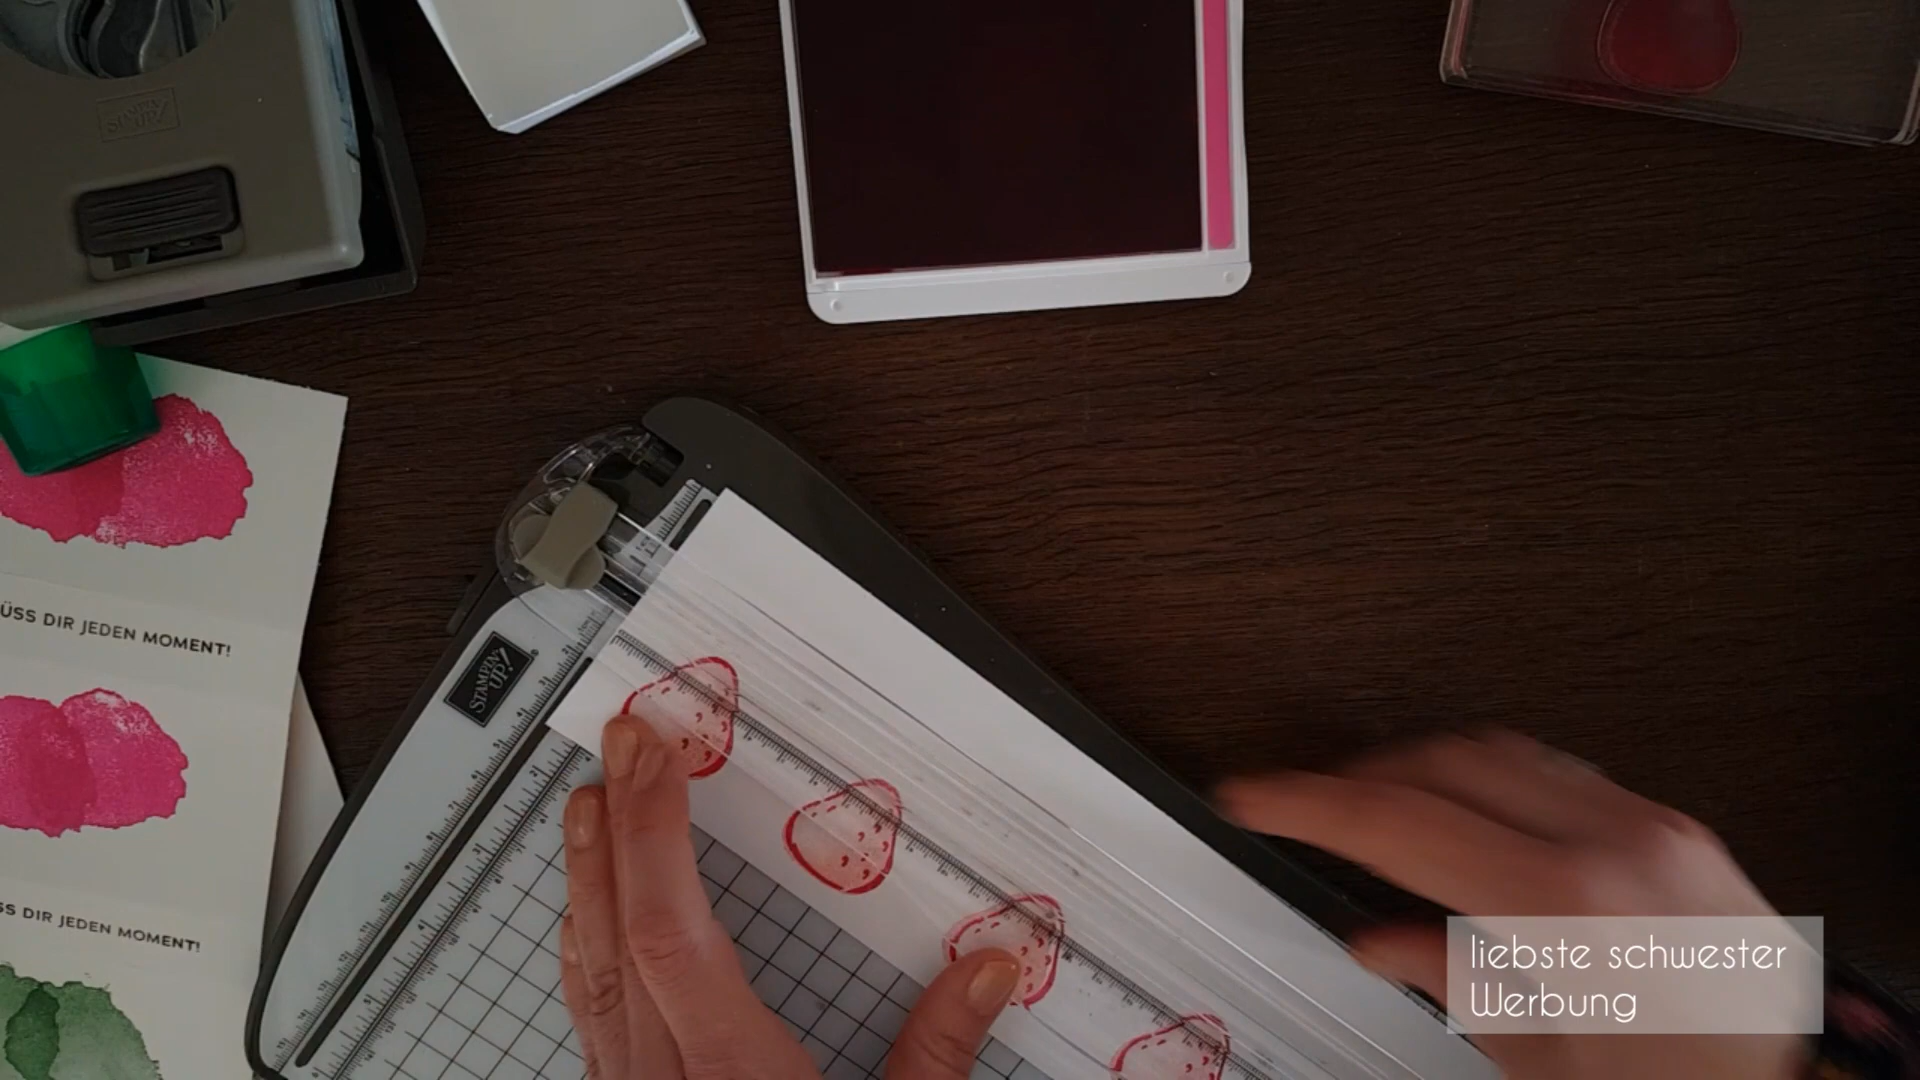 STAMPIN'
UP!
STAMPIN'
UP!
ÜSS DIR JEDEN MOMENT!
SS DIR JEDEN MOMENT!
liebste schwester
Werbung